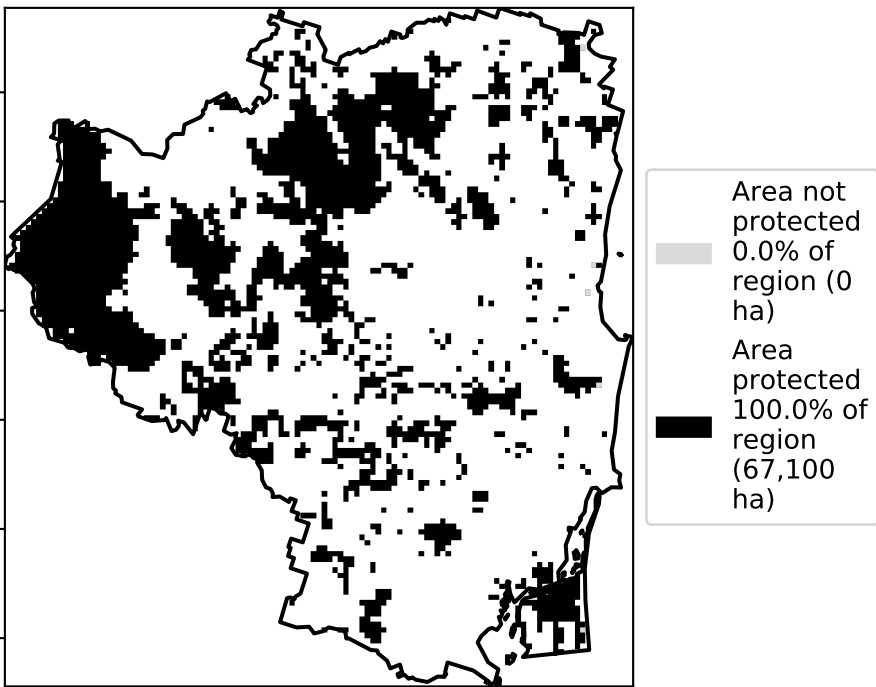 Area not
protected
0.0% of
region (0
ha)
Area
protected
100.0% of
region
(67,100
ha)